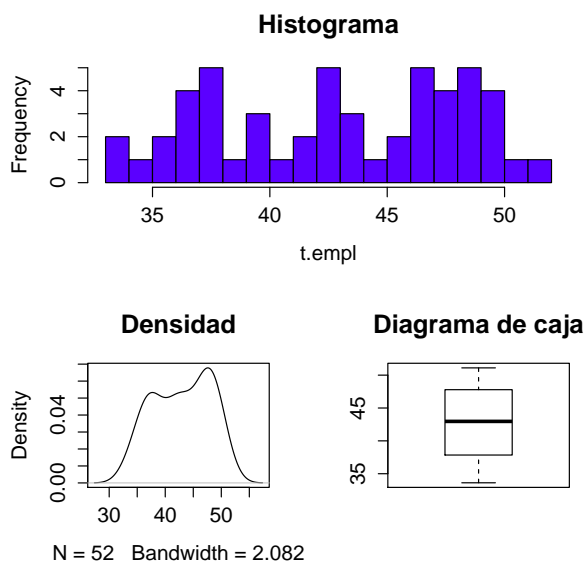 Histograma
Frequency
0 2 4
35 40 45 50
t.empl
Densidad
Density
0.00 0.04
30 40 50
N = 52 Bandwidth = 2.082
Diagrama de caja
35 45